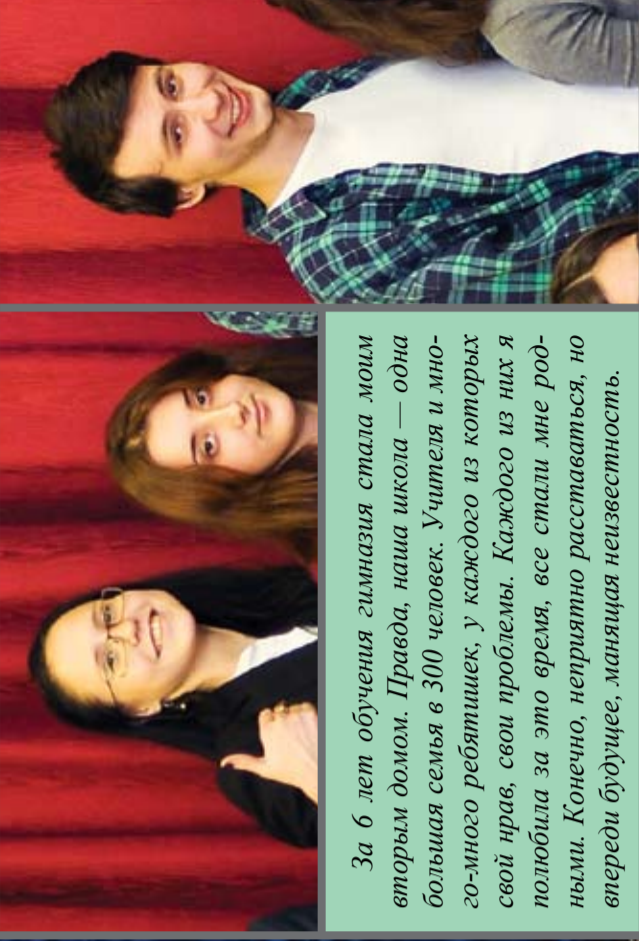 За 6 лет обучения гимназия стала моим
вторым домом. Правда, наша школа — одна
большая семья в 300 человек. Учителя и мно-
го-много ребятишек, у каждого из которых
свой нрав, свои проблемы. Каждого из них я
полюбила за это время, все стали мне род-
ными. Конечно, неприятно расставаться, но
впереди будущее, манящая неизвестность.